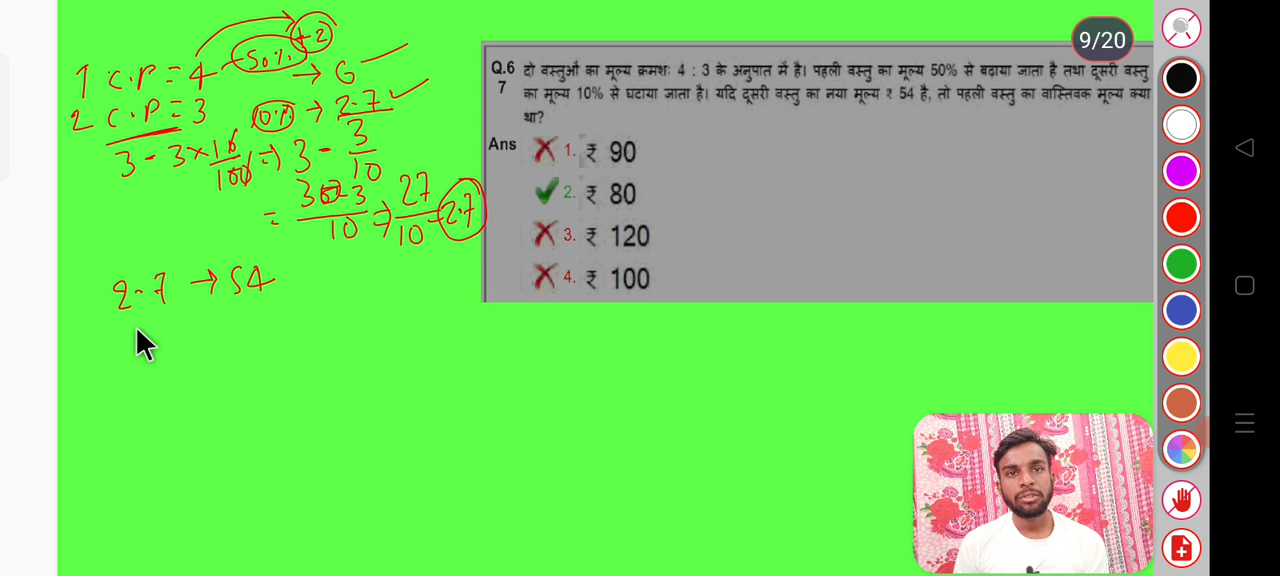 1 C.P = 4 50% +2 → 6
2 C.P = 3 10% → 2.7
3 - 3 × 10/100 ⇒ 3 - 3/10
= 30-3/10 ⇒ 27/10 = 2.7
2.7 → 54
9/20
Q.6 दो वस्तुओं का मूल्य क्रमशः 4 : 3 के अनुपात में है। पहली वस्तु का मूल्य 50% से बढ़ाया जाता है तथा दूसरी वस्तु
7 का मूल्य 10% से घटाया जाता है। यदि दूसरी वस्तु का नया मूल्य ₹ 54 है, तो पहली वस्तु का वास्तविक मूल्य क्या
था?
Ans 1. ₹ 90
2. ₹ 80
3. ₹ 120
4. ₹ 100